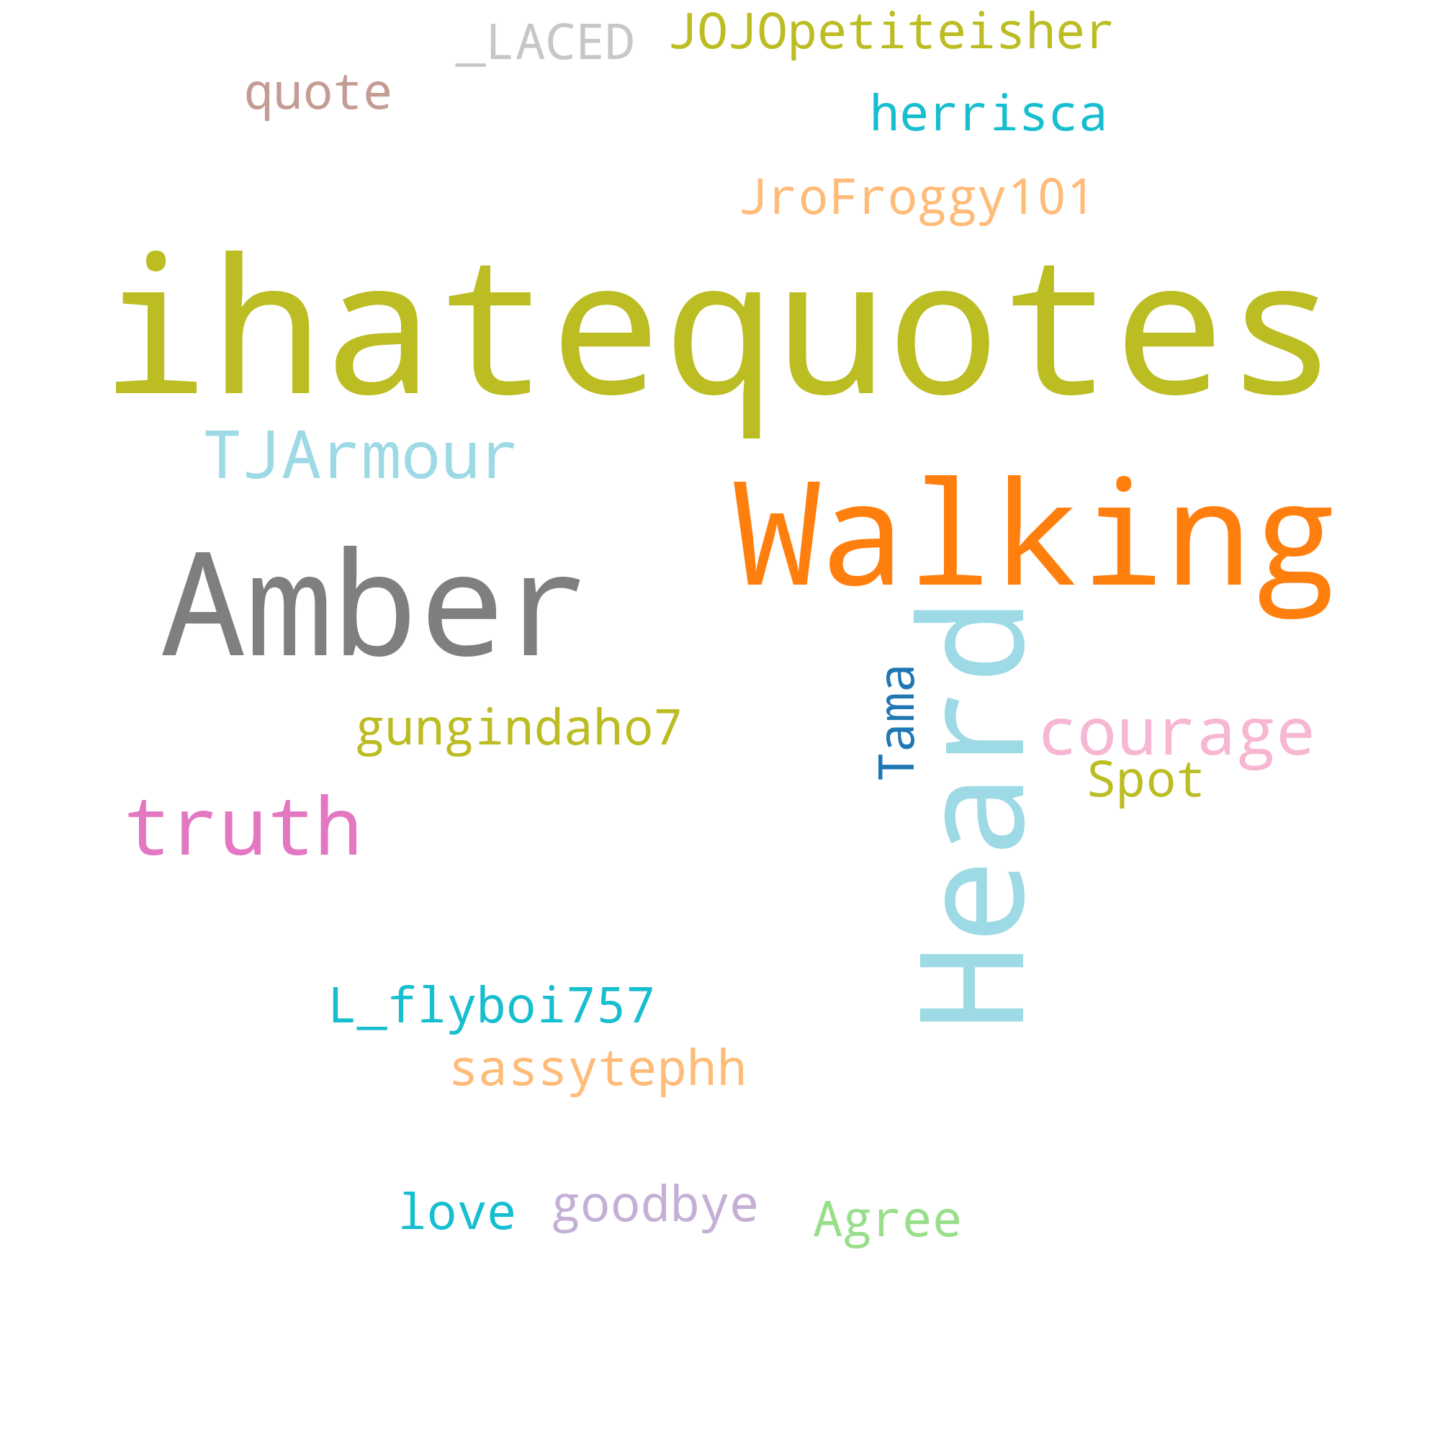 _LACED
JOJOpetiteisher
quote
herrisca
JroFroggy101
ihatequotes
TJArmour
Walking
Amber
Heard
Tama
gungindaho7
courage
Spot
truth
L_flyboi757
sassytephh
love
goodbye
Agree